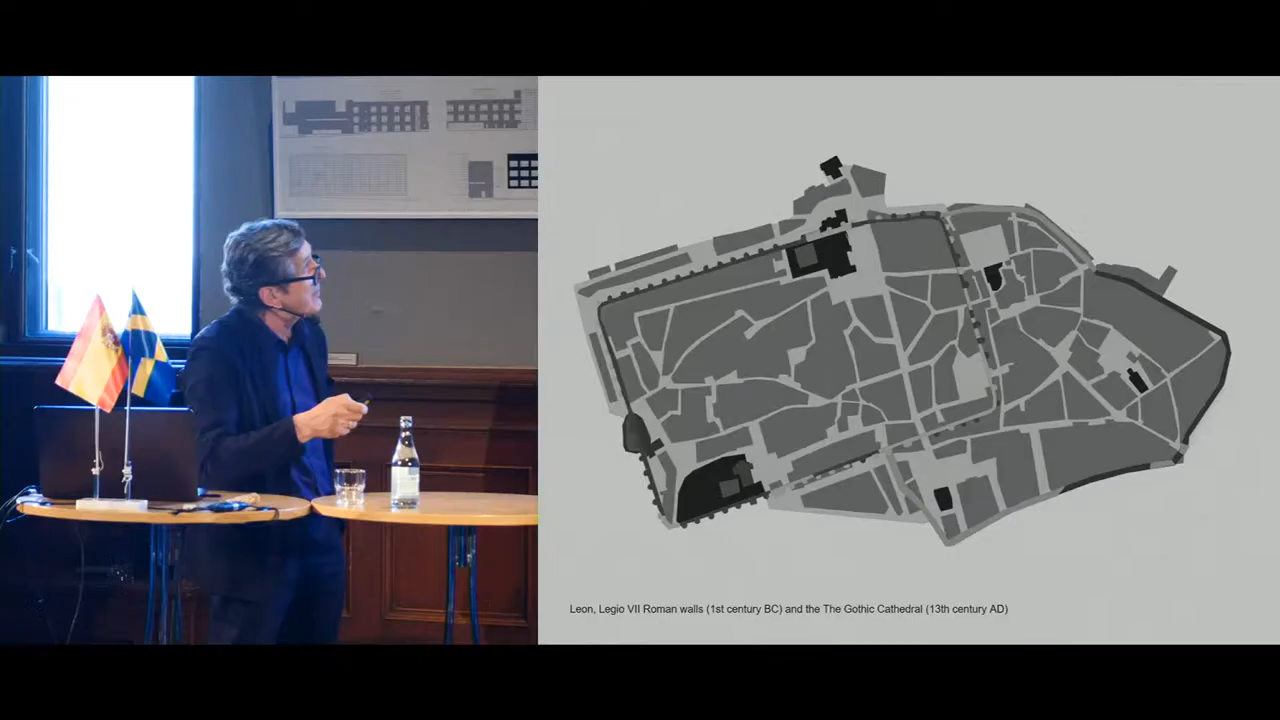 Leon, Legio VII Roman walls (1st century BC) and the The Gothic Cathedral (13th century AD)